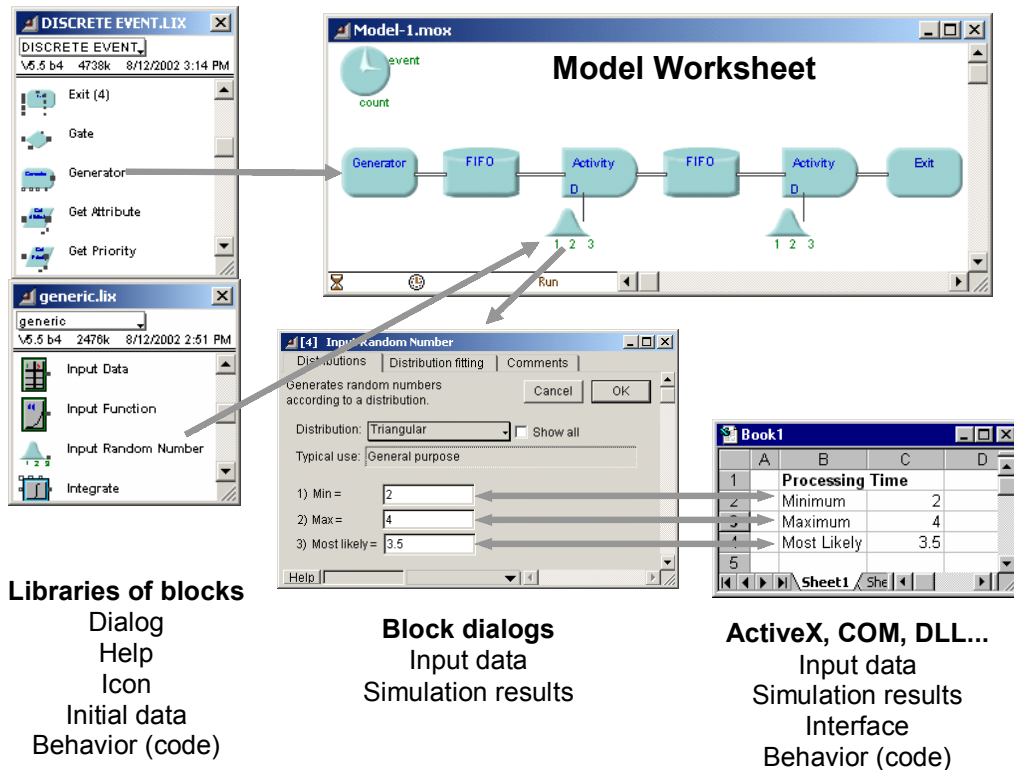 DISCRETE EVENT.LIX
DISCRETE EVENT
V5.5 b4 4738k 8/12/2002 3:14 PM
Exit (4)
Gate
Generator
Get Attribute
Get Priority
generic.lix
generic
V5.5 b4 2476k 8/12/2002 2:51 PM
Input Data
Input Function
Input Random Number
1 2 3
Integrate
Model-1.mox
event
count
Model Worksheet
Generator
FIFO
Activity
D
FIFO
Activity
D
Exit
1 2 3
1 2 3
Run
[4] Input Random Number
Distributions
Distribution fitting
Comments
Generates random numbers
according to a distribution.
Cancel
OK
Distribution: Triangular
Show all
Typical use: General purpose
1) Min = 2
2) Max = 4
3) Most likely = 3.5
Help
Book1
A B C D
1 Processing Time
2 Minimum 2
3 Maximum 4
4 Most Likely 3.5
5
Sheet1 She
Libraries of blocks
Dialog
Help
Icon
Initial data
Behavior (code)
Block dialogs
Input data
Simulation results
ActiveX, COM, DLL...
Input data
Simulation results
Interface
Behavior (code)